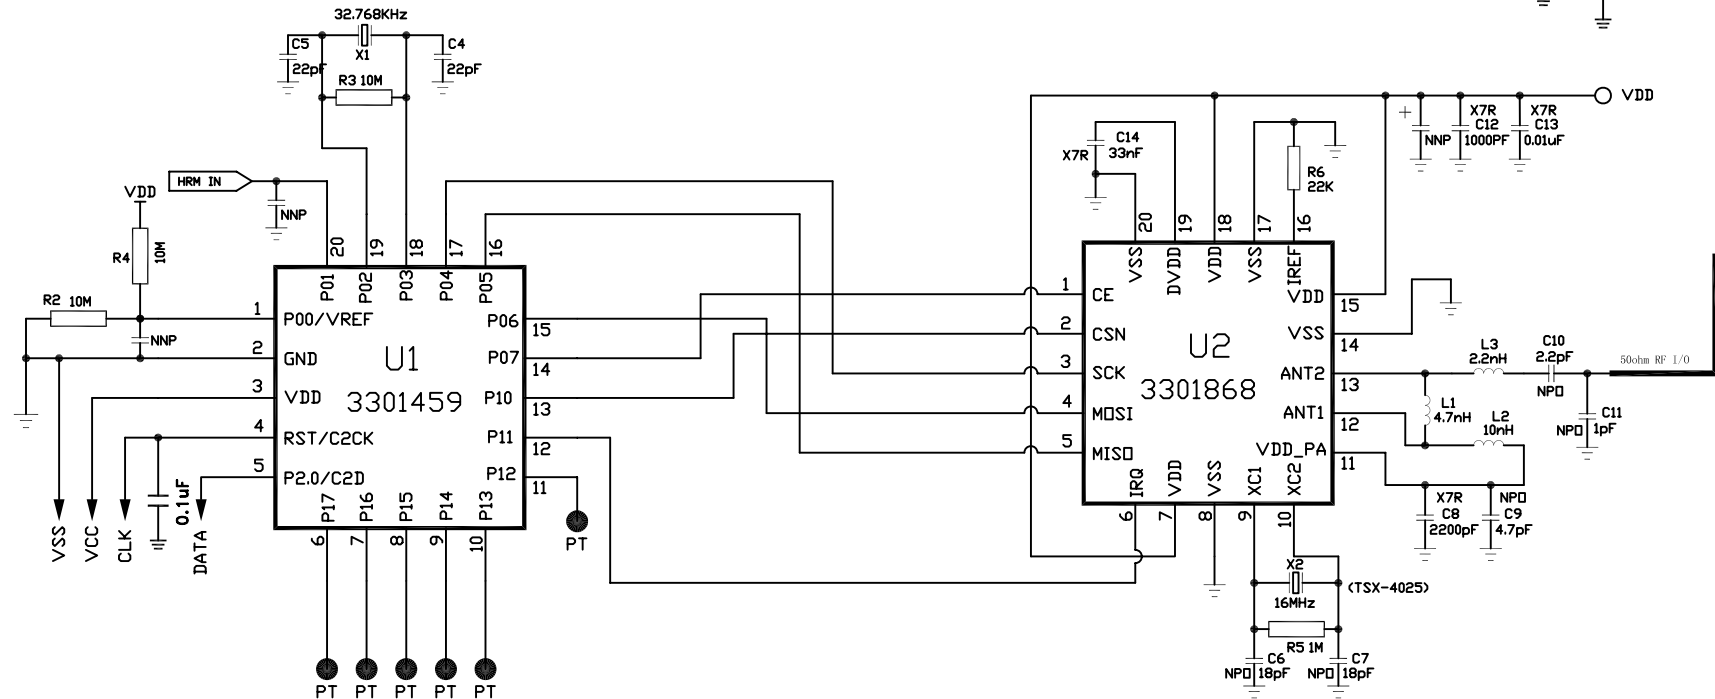 32.768KHz
C5
X1
C4
22pF
22pF
R3 10M
HRM IN
NNP
VDD
R4
10M
R2 10M
NNP
20
19
18
17
16
P01
P02
P03
P04
P05
1
P00/VREF
2
GND
3
VDD
4
RST/C2CK
5
P2.0/C2D
U1
3301459
P06
15
P07
14
P10
13
P11
12
P12
11
P17
P16
P15
P14
P13
6
7
8
9
10
0.1uF
VSS
VCC
CLK
DATA
PT
PT
PT
PT
PT
PT
VDD
X7R
C14
33nF
R6
22K
+
NNP
X7R
C12
1000PF
X7R
C13
0.01uF
20
19
18
17
16
VSS
DVDD
VDD
VSS
IREF
1
CE
2
CSN
3
SCK
4
MOSI
5
MISO
U2
3301868
VDD
15
VSS
14
ANT2
13
ANT1
12
VDD_PA
11
IRQ
VDD
VSS
XC1
XC2
6
7
8
9
10
L3
2.2nH
C10
2.2pF
NPO
50ohm RF I/O
L1
4.7nH
L2
10nH
C11
NPO 1pF
X7R
C8
2200pF
NPO
C9
4.7pF
X2
(TSX-4025)
16MHz
R5 1M
C6
NPO 18pF
C7
NPO 18pF